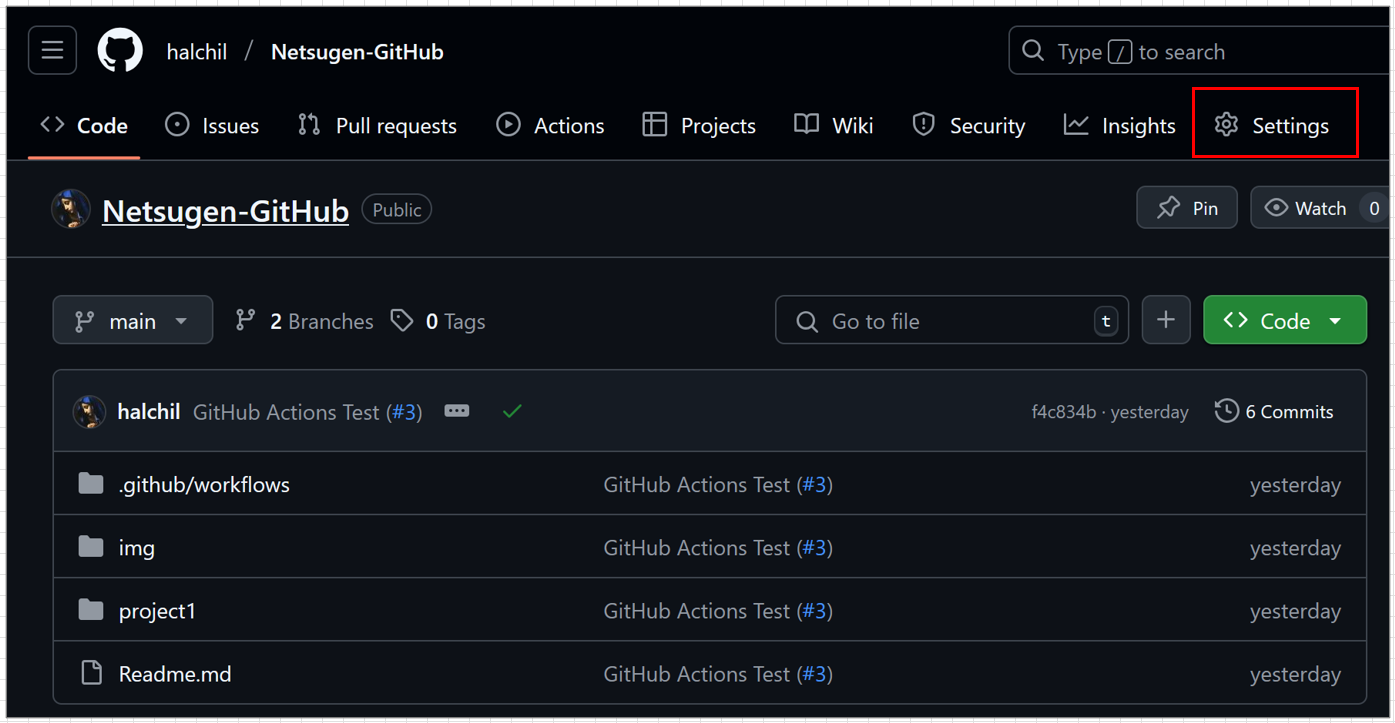 halchil / Netsugen-GitHub
Type / to search
Code Issues Pull requests Actions Projects Wiki Security Insights Settings
Netsugen-GitHub Public
Pin Watch 0
main 2 Branches 0 Tags
Go to file t
Code
halchil GitHub Actions Test (#3) f4c834b · yesterday 6 Commits
.github/workflows GitHub Actions Test (#3) yesterday
img GitHub Actions Test (#3) yesterday
project1 GitHub Actions Test (#3) yesterday
Readme.md GitHub Actions Test (#3) yesterday